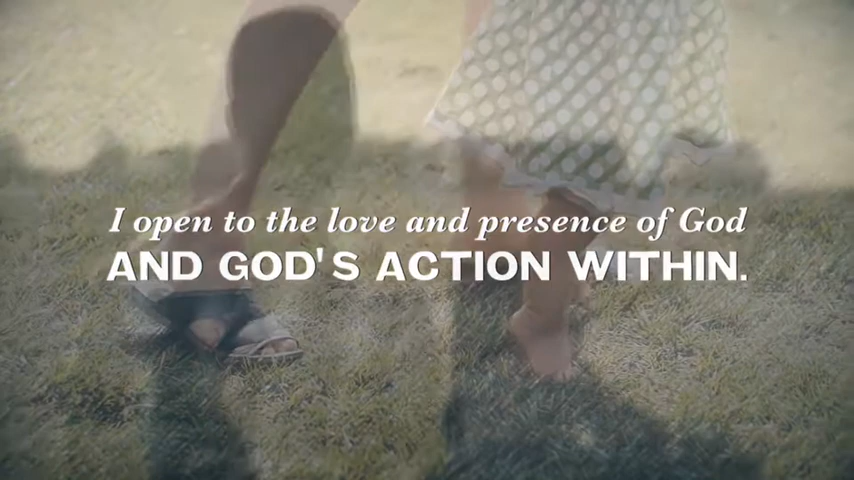 I open to the love and presence of God
AND GOD'S ACTION WITHIN.